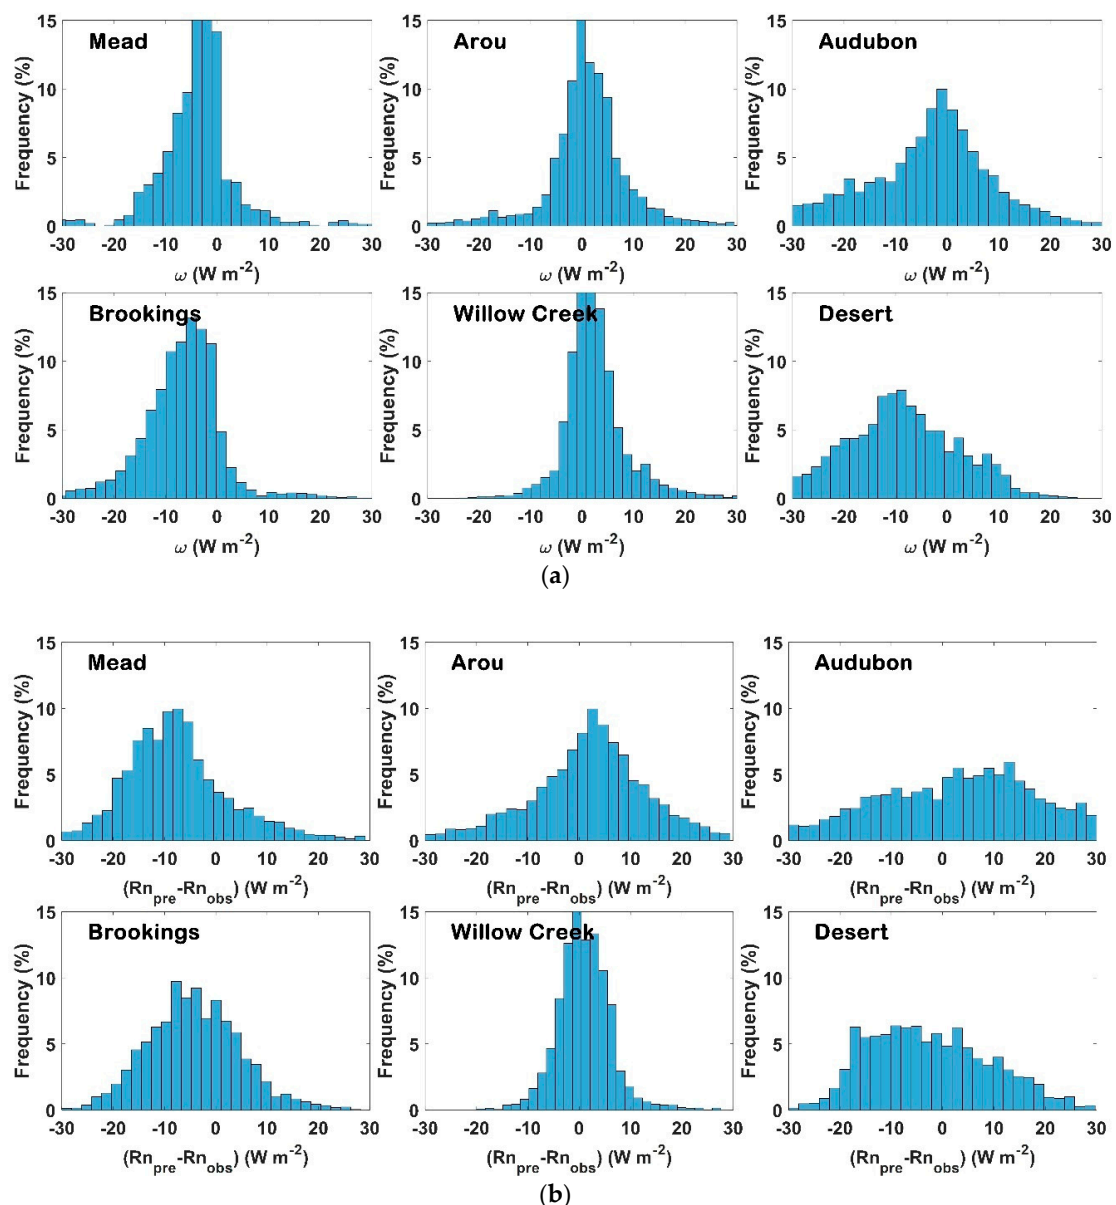 Mead
Frequency (%)
15
10
5
0
-30 -20 -10 0 10 20 30
ω (W m-2)
Arou
Frequency (%)
15
10
5
0
-30 -20 -10 0 10 20 30
ω (W m-2)
Audubon
Frequency (%)
15
10
5
0
-30 -20 -10 0 10 20 30
ω (W m-2)
Brookings
Frequency (%)
15
10
5
0
-30 -20 -10 0 10 20 30
ω (W m-2)
Willow Creek
Frequency (%)
15
10
5
0
-30 -20 -10 0 10 20 30
ω (W m-2)
Desert
Frequency (%)
15
10
5
0
-30 -20 -10 0 10 20 30
ω (W m-2)
(a)
Mead
Frequency (%)
15
10
5
0
-30 -20 -10 0 10 20 30
(Rnpre-Rnobs) (W m-2)
Arou
Frequency (%)
15
10
5
0
-30 -20 -10 0 10 20 30
(Rnpre-Rnobs) (W m-2)
Audubon
Frequency (%)
15
10
5
0
-30 -20 -10 0 10 20 30
(Rnpre-Rnobs) (W m-2)
Brookings
Frequency (%)
15
10
5
0
-30 -20 -10 0 10 20 30
(Rnpre-Rnobs) (W m-2)
Willow Creek
Frequency (%)
15
10
5
0
-30 -20 -10 0 10 20 30
(Rnpre-Rnobs) (W m-2)
Desert
Frequency (%)
15
10
5
0
-30 -20 -10 0 10 20 30
(Rnpre-Rnobs) (W m-2)
(b)